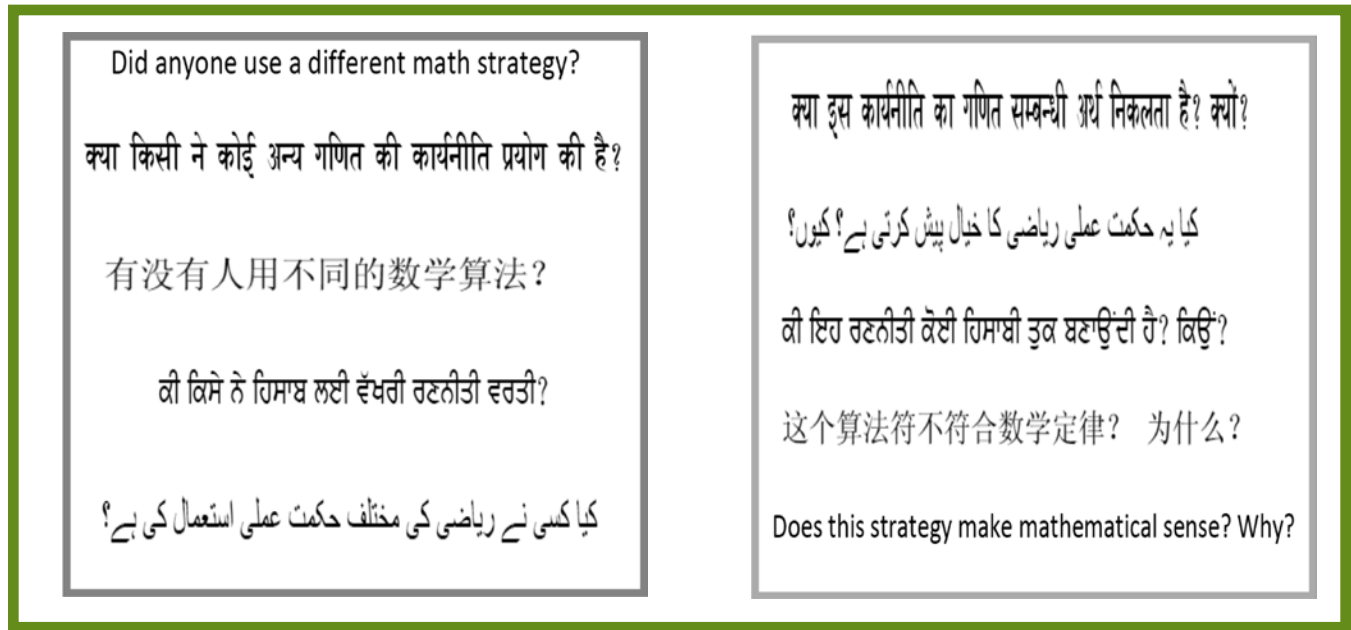 Did anyone use a different math strategy?
क्या किसी ने कोई अन्य गणित की कार्यनीति प्रयोग की है?
有没有人用不同的数学算法？
ਕੀ ਕਿਸੇ ਨੇ ਹਿਸਾਬ ਲਈ ਵੱਖਰੀ ਰਣਨੀਤੀ ਵਰਤੀ?
کیا کسی نے ریاضی کی مختلف حکمت عملی استعمال کی ہے؟
क्या इस कार्यनीति का गणित सम्बन्धी अर्थ निकलता है? क्यों?
کیا یہ حکمت عملی ریاضی کا خیال پیش کرتی ہے؟ کیوں؟
ਕੀ ਇਹ ਰਣਨੀਤੀ ਕੋਈ ਹਿਸਾਬੀ ਤੁਕ ਬਣਾਉਂਦੀ ਹੈ? ਕਿਉਂ?
这个算法符不符合数学定律？ 为什么？
Does this strategy make mathematical sense? Why?